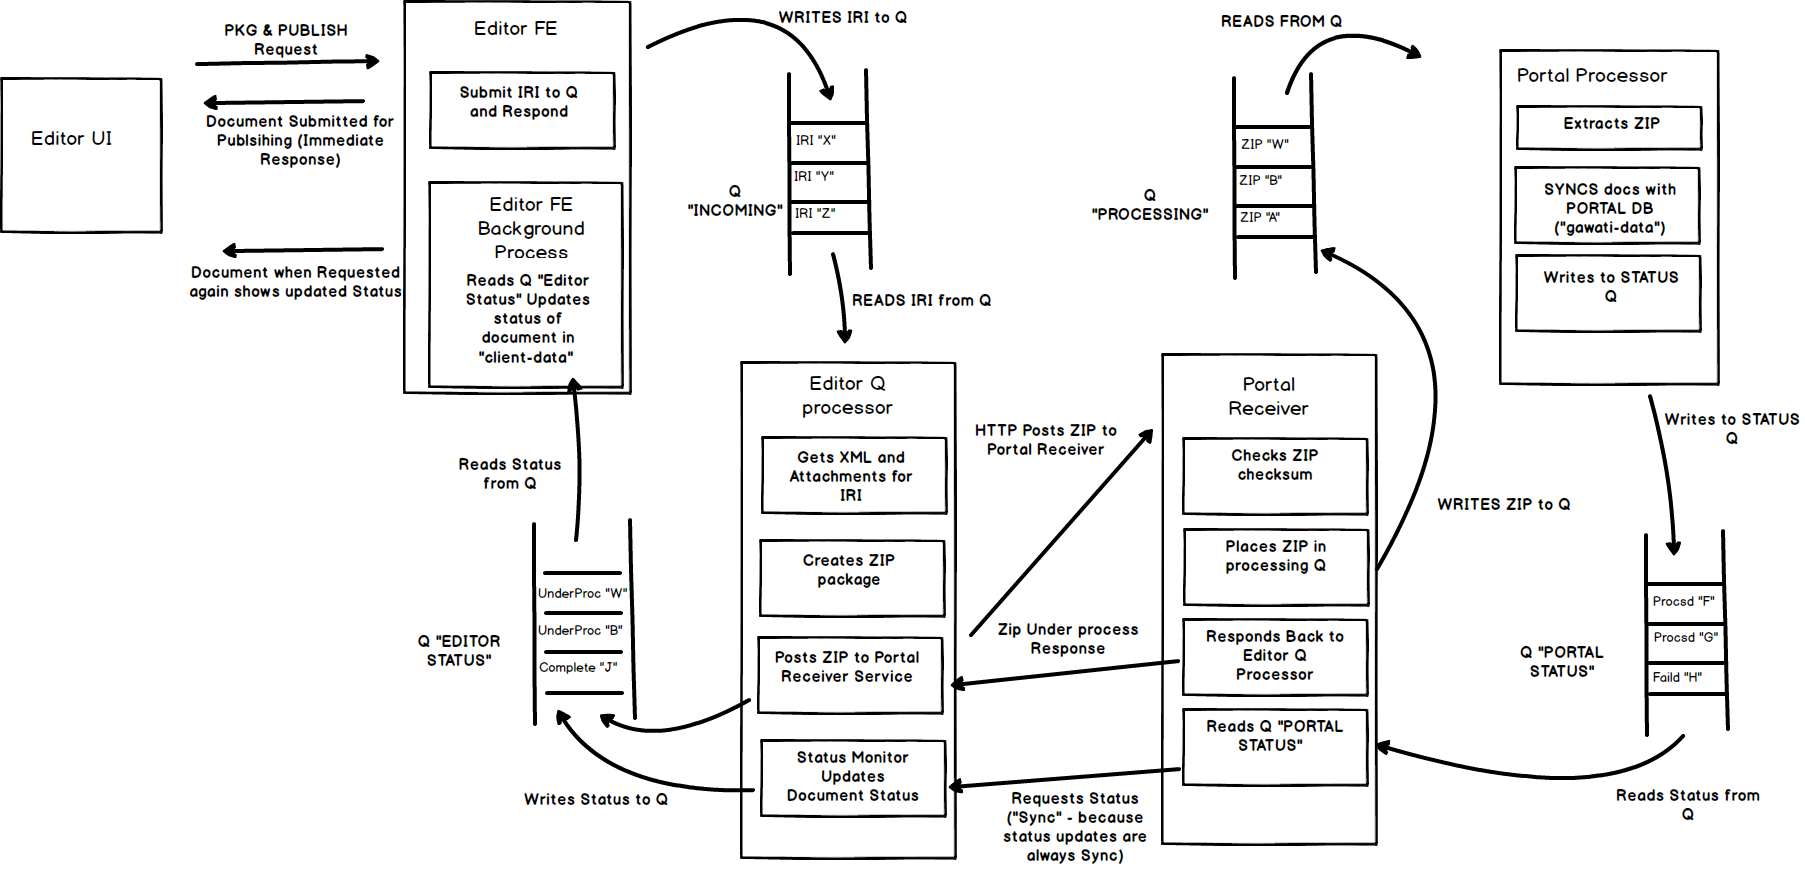 Editor UI
PKG & PUBLISH
Request
Document Submitted for
Publsihing (Immediate
Response)
Document when Requested
again shows updated Status
Editor FE
Submit IRI to Q
and Respond
Editor FE
Background
Process
Reads Q "Editor
Status" Updates
status of
document in
"client-data"
WRITES IRI to Q
Q
"INCOMING"
IRI "X"
IRI "Y"
IRI "Z"
READS IRI from Q
Editor Q
processor
Gets XML and
Attachments for
IRI
Creates ZIP
package
Posts ZIP to Portal
Receiver Service
Status Monitor
Updates
Document Status
Reads Status
from Q
Q "EDITOR
STATUS"
UnderProc "W"
UnderProc "B"
Complete "J"
Writes Status to Q
HTTP Posts ZIP to
Portal Receiver
Zip Under process
Response
Requests Status
("Sync" - because
status updates are
always Sync)
Portal
Receiver
Checks ZIP
checksum
Places ZIP in
processing Q
Responds Back to
Editor Q
Processor
Reads Q "PORTAL
STATUS"
WRITES ZIP to Q
Q
"PROCESSING"
ZIP "W"
ZIP "B"
ZIP "A"
READS FROM Q
Portal Processor
Extracts ZIP
SYNCS docs with
PORTAL DB
("gawati-data")
Writes to STATUS
Q
Writes to STATUS
Q
Q "PORTAL
STATUS"
Procsd "F"
Procsd "G"
Faild "H"
Reads Status from
Q